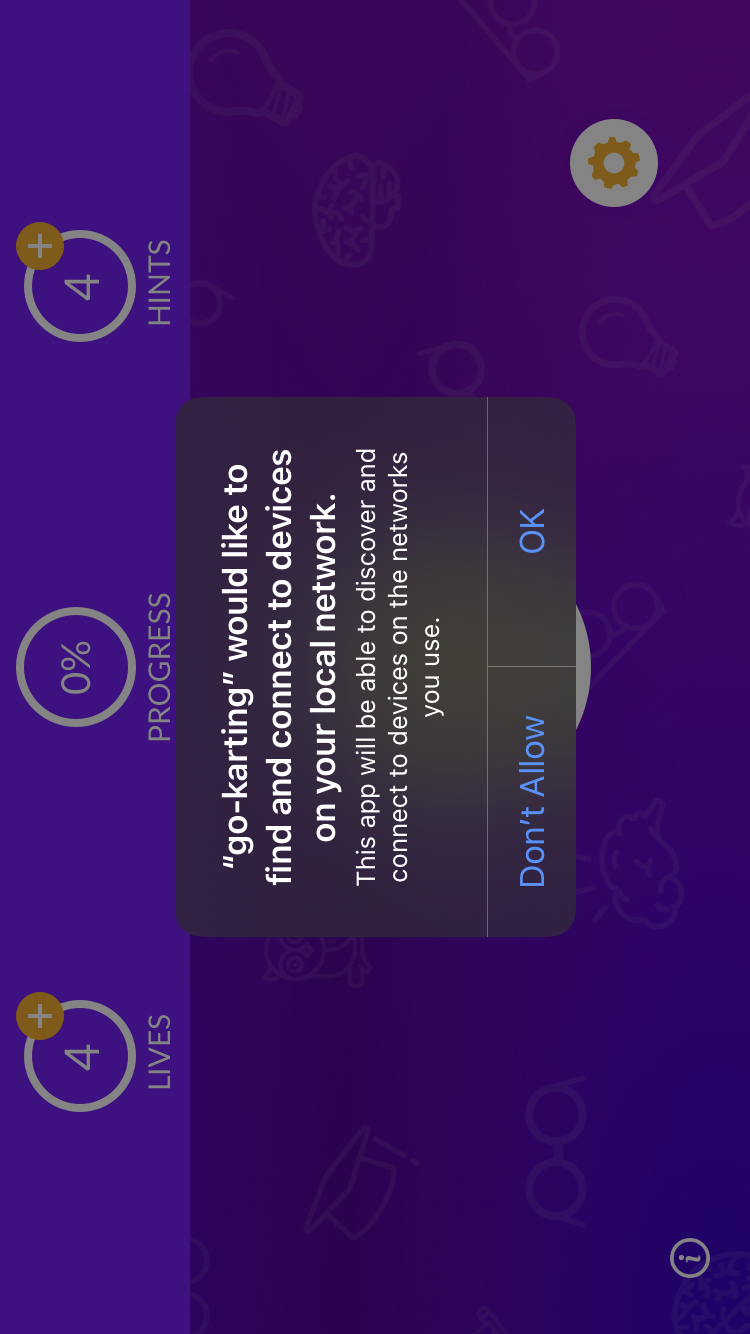 4
LIVES
0%
PROGRESS
4
HINTS
“go-karting” would like to
find and connect to devices
on your local network.
This app will be able to discover and
connect to devices on the networks
you use.
Don’t Allow
OK
i